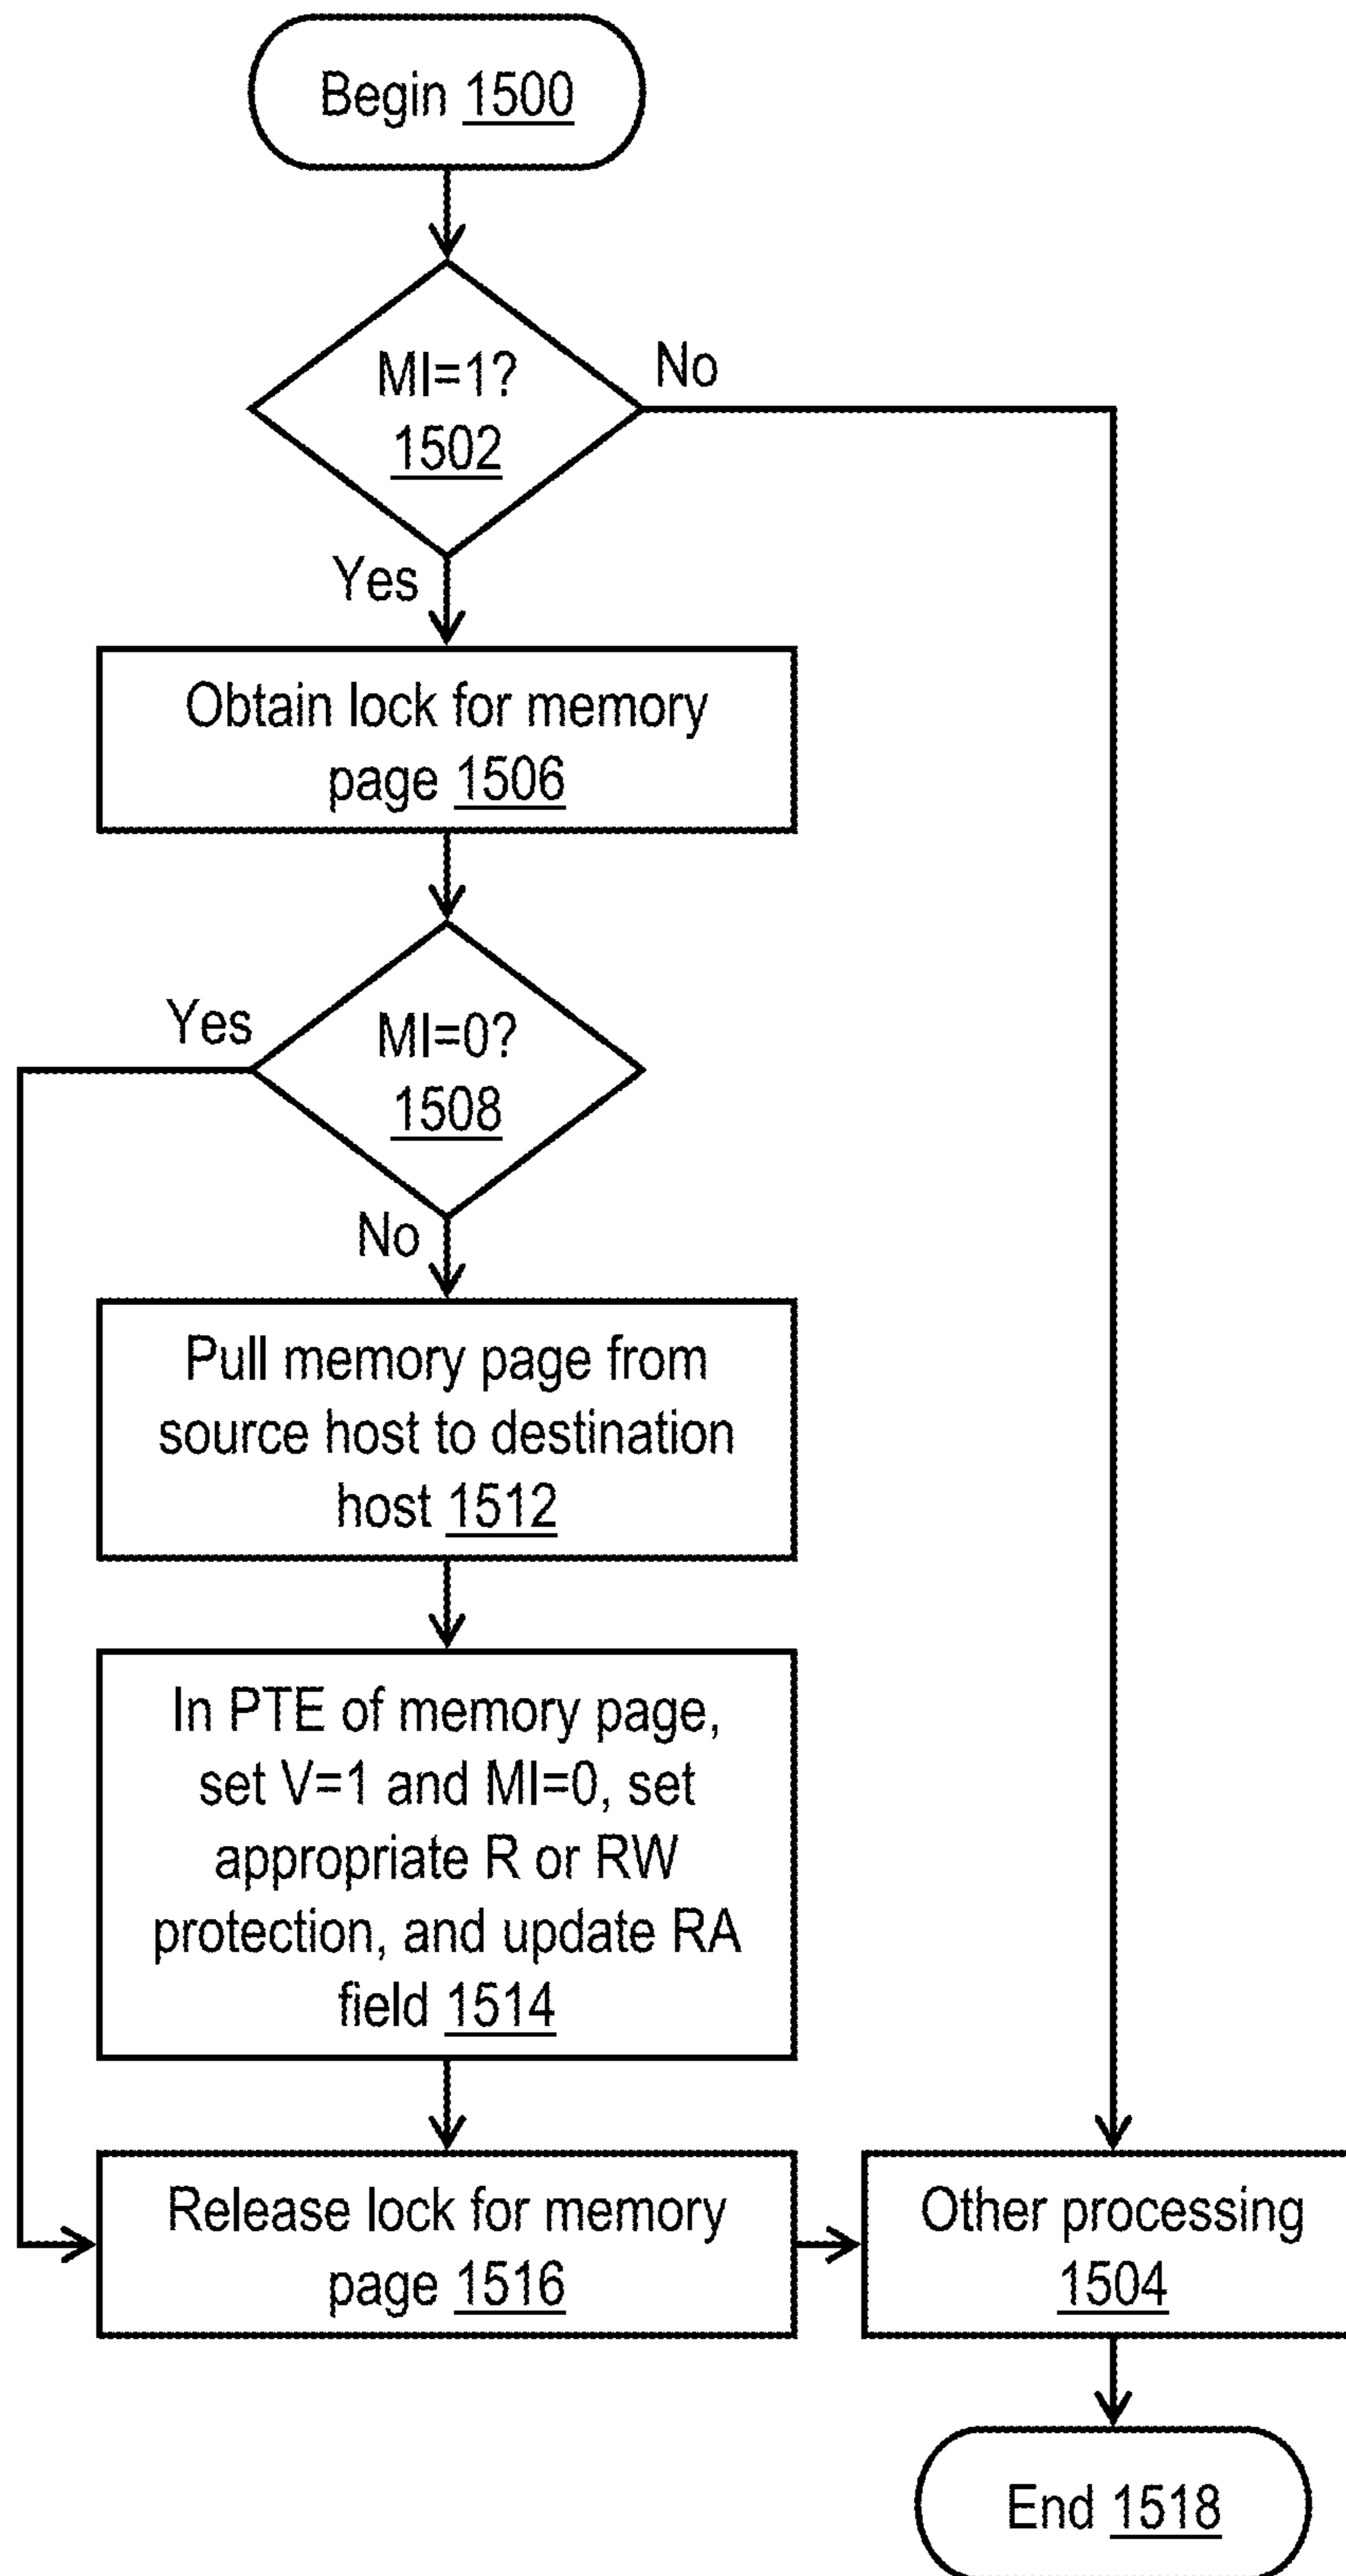 Begin 1500
MI=1?
1502
No
Yes
Obtain lock for memory
page 1506
Yes
MI=0?
1508
No
Pull memory page from
source host to destination
host 1512
In PTE of memory page,
set V=1 and MI=0, set
appropriate R or RW
protection, and update RA
field 1514
Release lock for memory
page 1516
Other processing
1504
End 1518